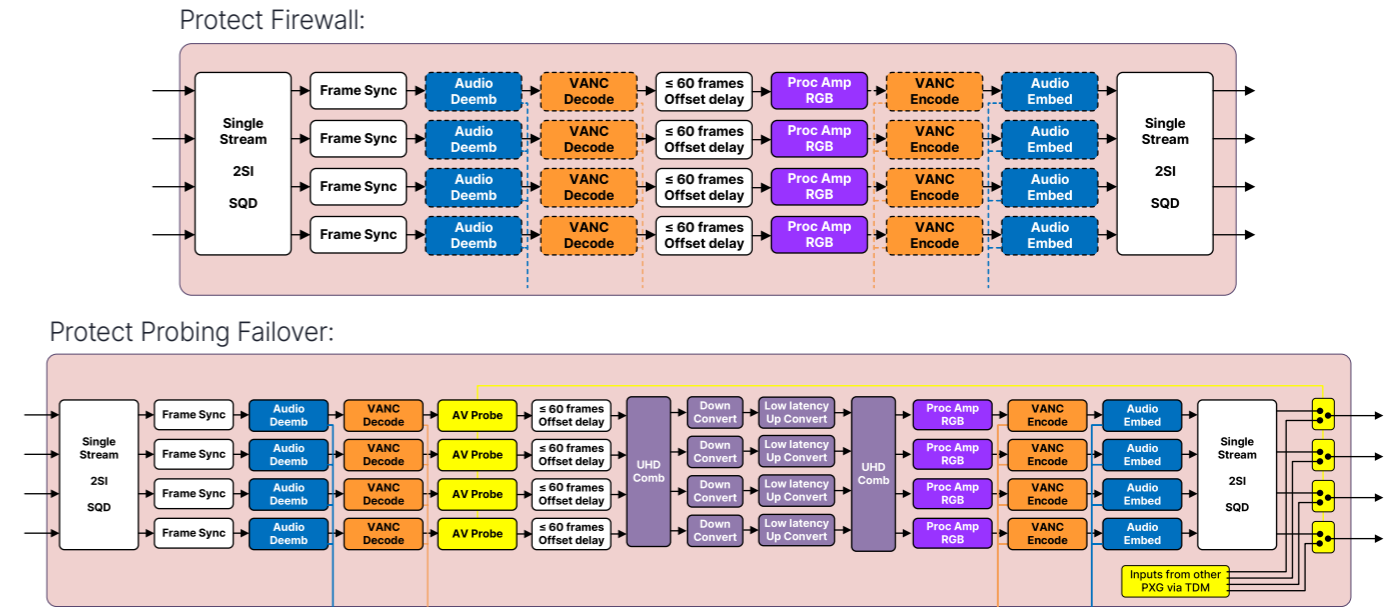 Protect Firewall:
Single
Stream
2SI
SQD
Frame Sync
Audio
Deemb
VANC
Decode
≤ 60 frames
Offset delay
Proc Amp
RGB
VANC
Encode
Audio
Embed
Frame Sync
Audio
Deemb
VANC
Decode
≤ 60 frames
Offset delay
Proc Amp
RGB
VANC
Encode
Audio
Embed
Frame Sync
Audio
Deemb
VANC
Decode
≤ 60 frames
Offset delay
Proc Amp
RGB
VANC
Encode
Audio
Embed
Frame Sync
Audio
Deemb
VANC
Decode
≤ 60 frames
Offset delay
Proc Amp
RGB
VANC
Encode
Audio
Embed
Single
Stream
2SI
SQD
Protect Probing Failover:
Single
Stream
2SI
SQD
Frame Sync
Audio
Deemb
VANC
Decode
AV Probe
≤ 60 frames
Offset delay
Frame Sync
Audio
Deemb
VANC
Decode
AV Probe
≤ 60 frames
Offset delay
Frame Sync
Audio
Deemb
VANC
Decode
AV Probe
≤ 60 frames
Offset delay
Frame Sync
Audio
Deemb
VANC
Decode
AV Probe
≤ 60 frames
Offset delay
UHD
Comb
Down
Convert
Low latency
Up Convert
Down
Convert
Low latency
Up Convert
Down
Convert
Low latency
Up Convert
Down
Convert
Low latency
Up Convert
UHD
Comb
Proc Amp
RGB
VANC
Encode
Audio
Embed
Proc Amp
RGB
VANC
Encode
Audio
Embed
Proc Amp
RGB
VANC
Encode
Audio
Embed
Proc Amp
RGB
VANC
Encode
Audio
Embed
Single
Stream
2SI
SQD
Inputs from other
PXG via TDM